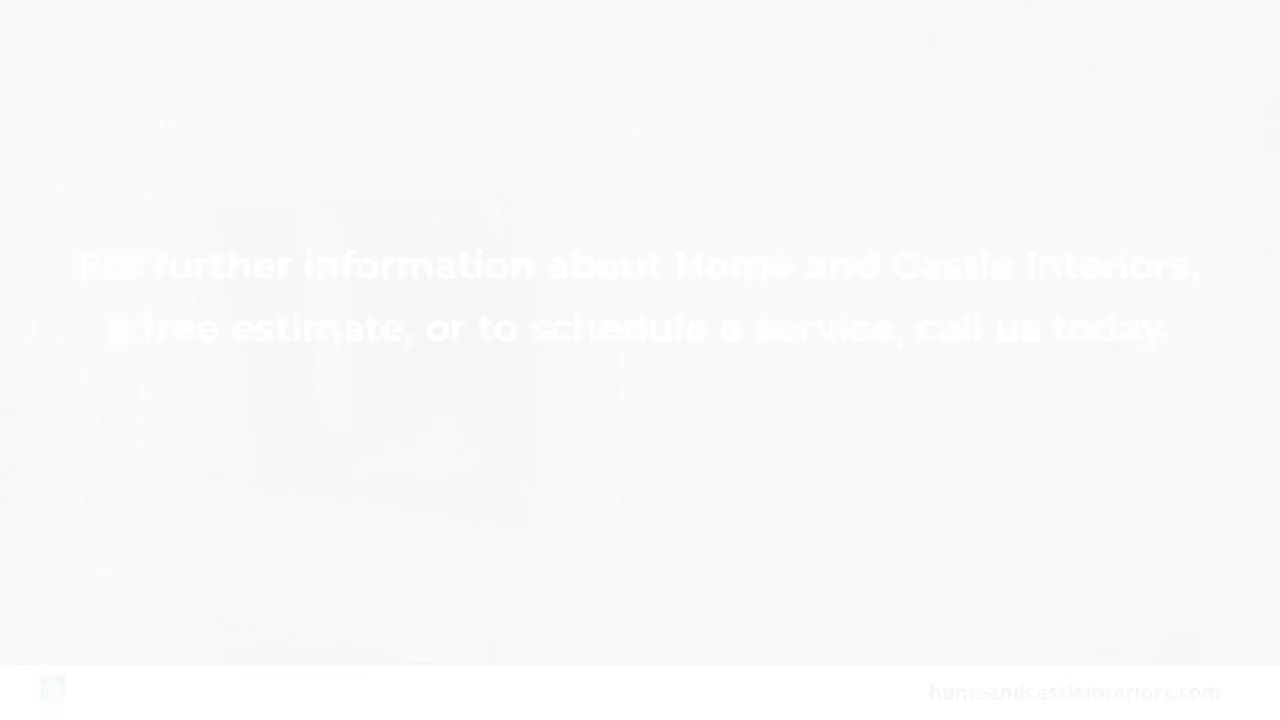 For further information about Home and Castle Interiors,
a free estimate, or to schedule a service, call us today.
homeandcastleinteriors.com